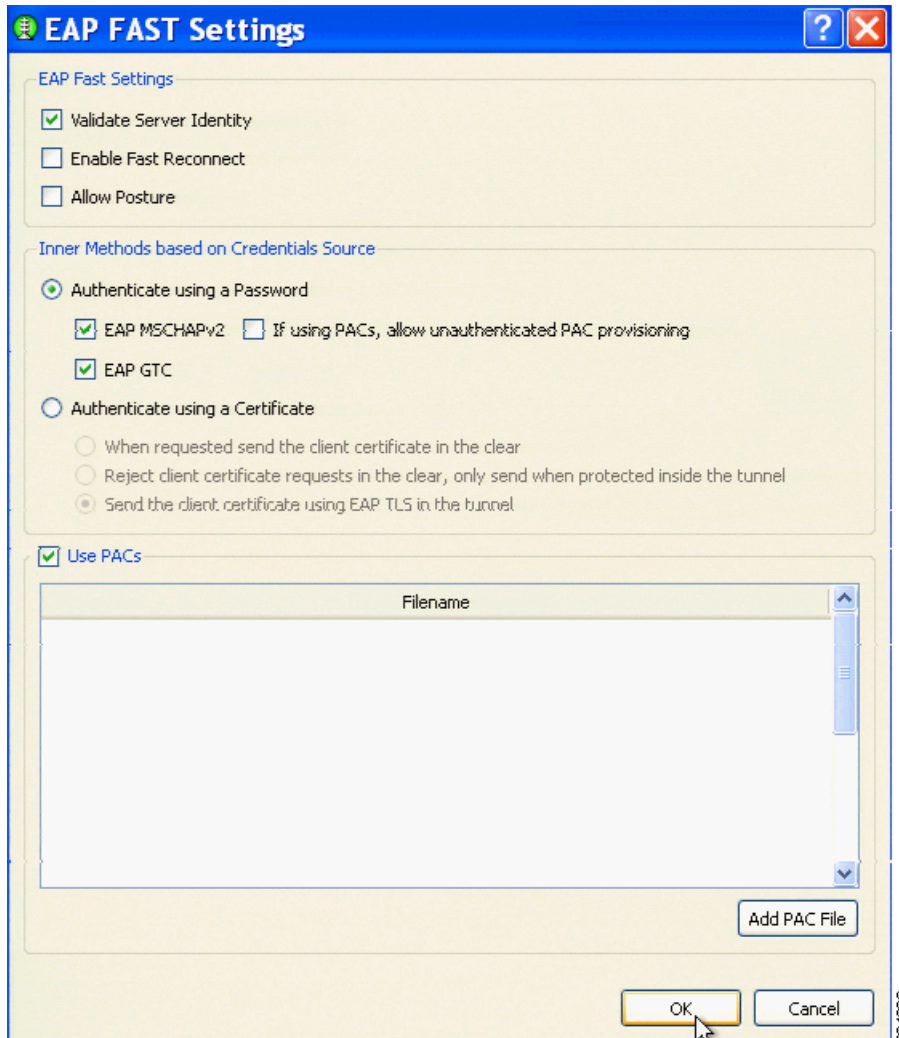 EAP FAST Settings
EAP Fast Settings
Validate Server Identity
Enable Fast Reconnect
Allow Posture
Inner Methods based on Credentials Source
Authenticate using a Password
EAP MSCHAPv2 If using PACs, allow unauthenticated PAC provisioning
EAP GTC
Authenticate using a Certificate
When requested send the client certificate in the clear
Reject client certificate requests in the clear, only send when protected inside the tunnel
Send the client certificate using EAP TLS in the tunnel
Use PACs
Filename
Add PAC File
OK Cancel